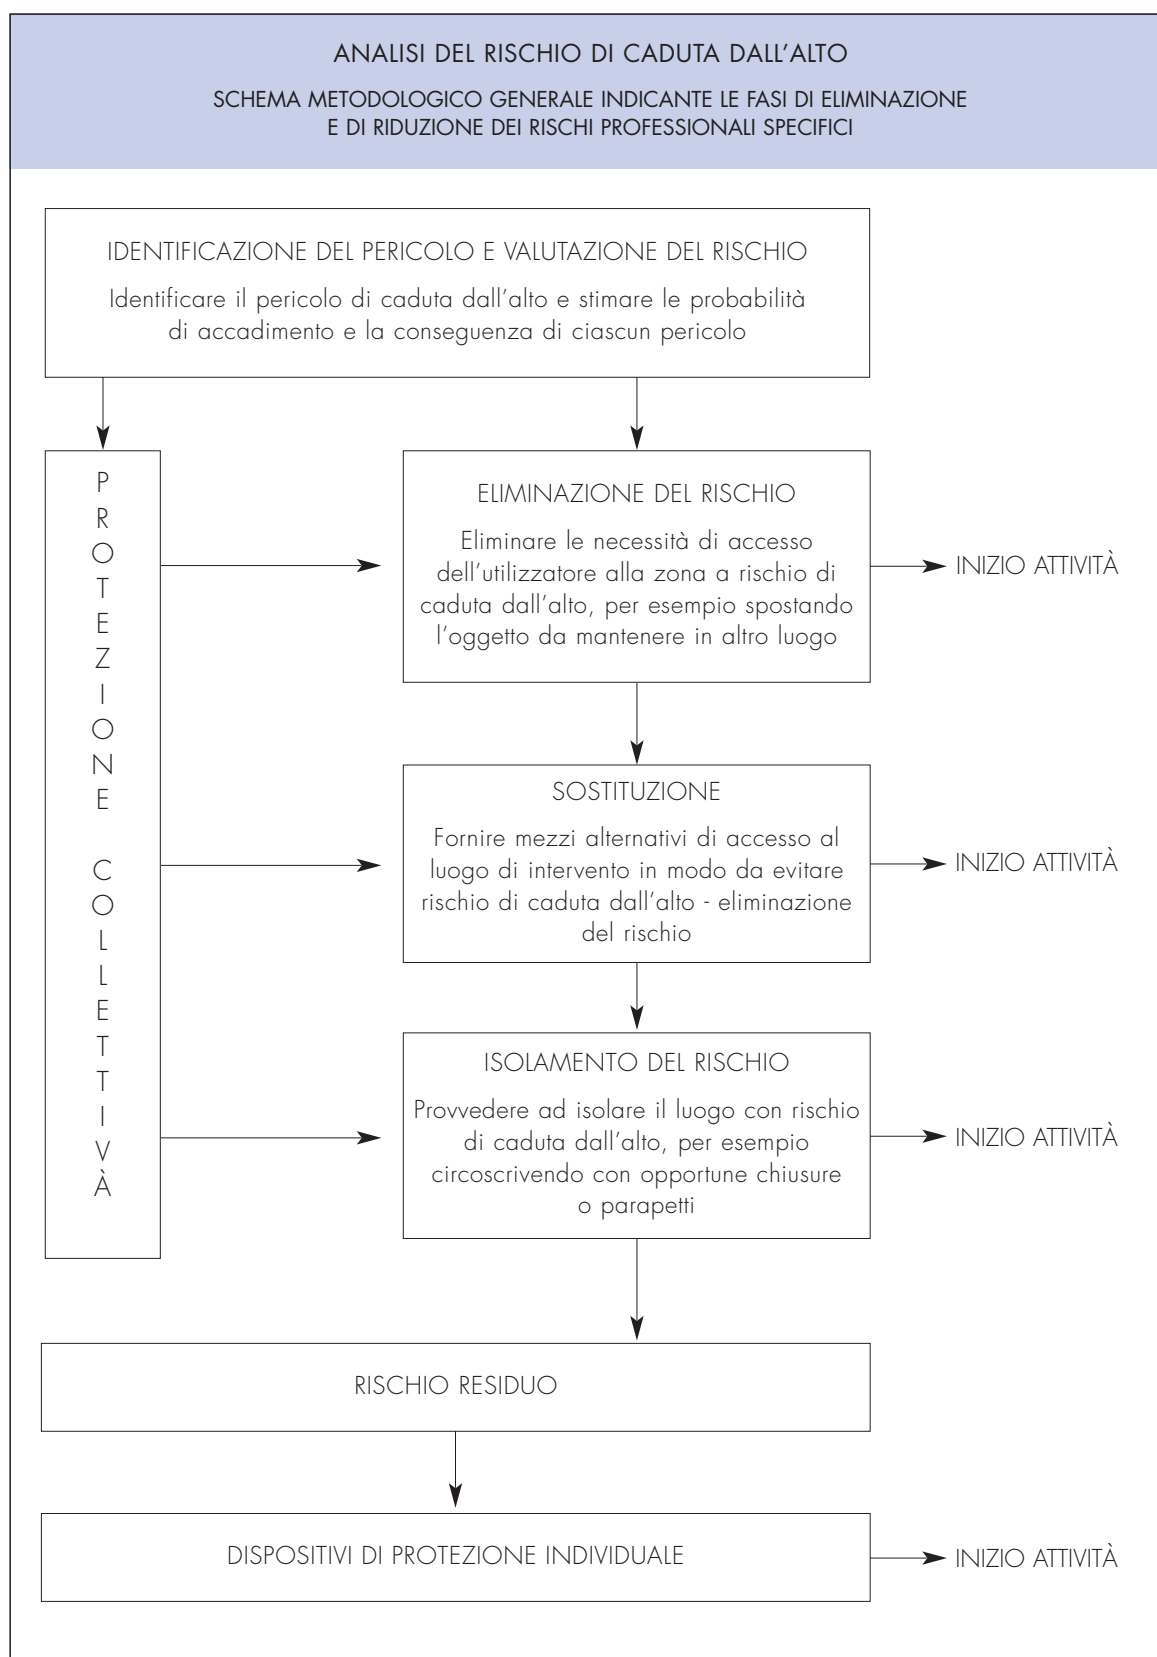 ANALISI DEL RISCHIO DI CADUTA DALL'ALTO
SCHEMA METODOLOGICO GENERALE INDICANTE LE FASI DI ELIMINAZIONE
E DI RIDUZIONE DEI RISCHI PROFESSIONALI SPECIFICI
IDENTIFICAZIONE DEL PERICOLO E VALUTAZIONE DEL RISCHIO
Identificare il pericolo di caduta dall'alto e stimare le probabilità
di accadimento e la conseguenza di ciascun pericolo
PROTEZIONE COLLETTIVÀ
ELIMINAZIONE DEL RISCHIO
Eliminare le necessità di accesso
dell'utilizzatore alla zona a rischio di
caduta dall'alto, per esempio spostando
l'oggetto da mantenere in altro luogo
INIZIO ATTIVITÀ
SOSTITUZIONE
Fornire mezzi alternativi di accesso al
luogo di intervento in modo da evitare
rischio di caduta dall'alto - eliminazione
del rischio
INIZIO ATTIVITÀ
ISOLAMENTO DEL RISCHIO
Provvedere ad isolare il luogo con rischio
di caduta dall'alto, per esempio
circoscrivendo con opportune chiusure
o parapetti
INIZIO ATTIVITÀ
RISCHIO RESIDUO
DISPOSITIVI DI PROTEZIONE INDIVIDUALE
INIZIO ATTIVITÀ